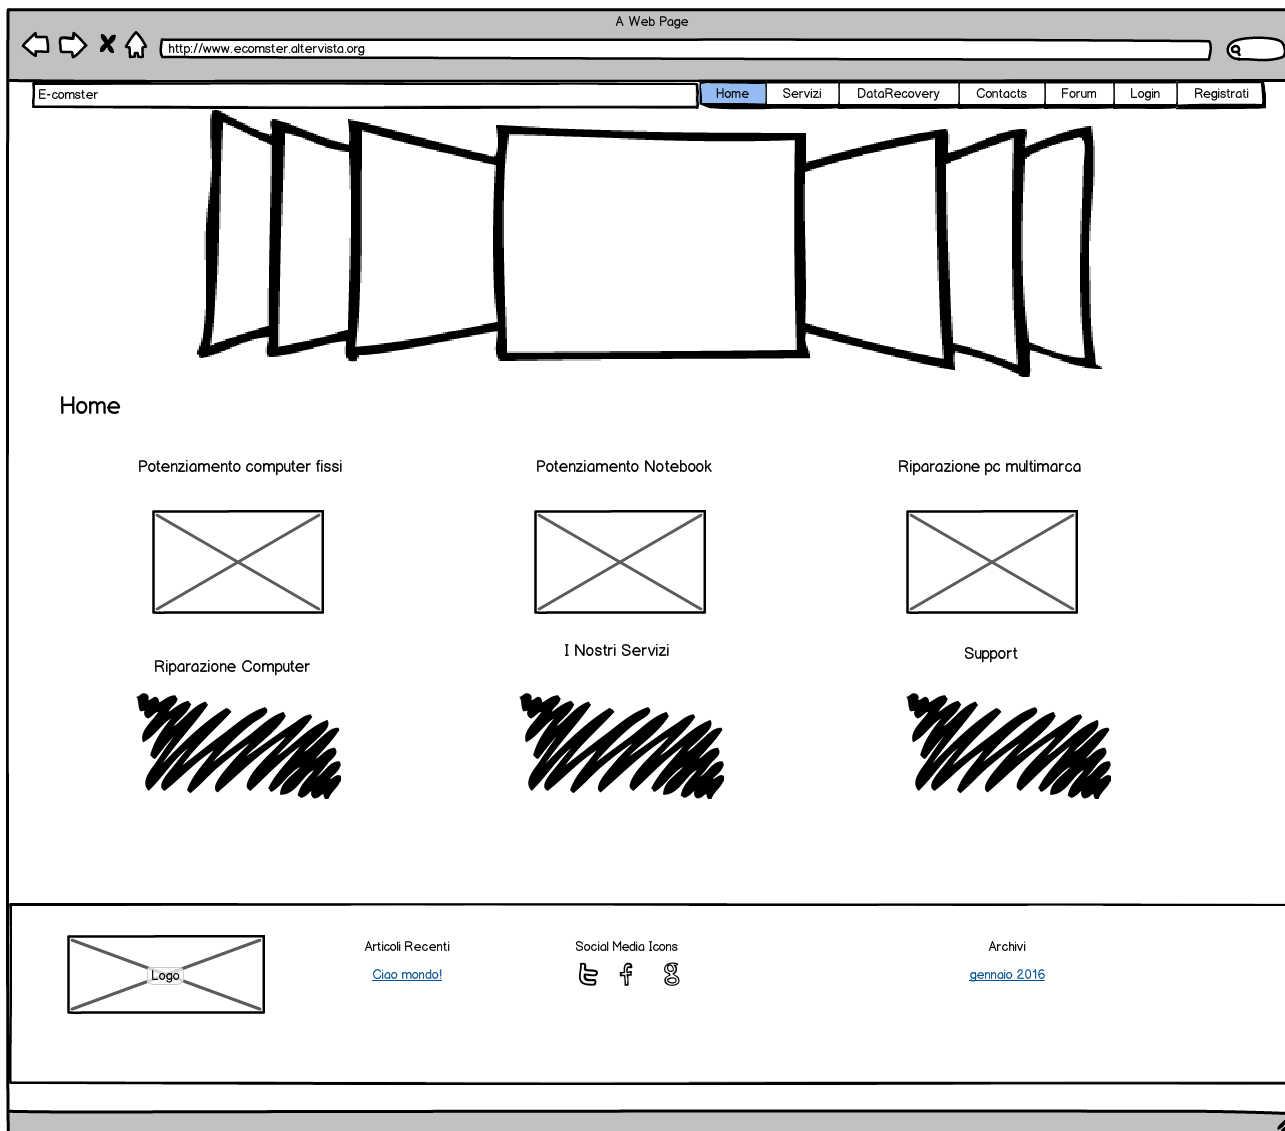 A Web Page
http://www.ecomster.altervista.org
E-comster
Home Servizi DataRecovery Contacts Forum Login Registrati
Home
Potenziamento computer fissi
Potenziamento Notebook
Riparazione pc multimarca
Riparazione Computer
I Nostri Servizi
Support
Logo
Articoli Recenti
Ciao mondo!
Social Media Icons
Archivi
gennaio 2016